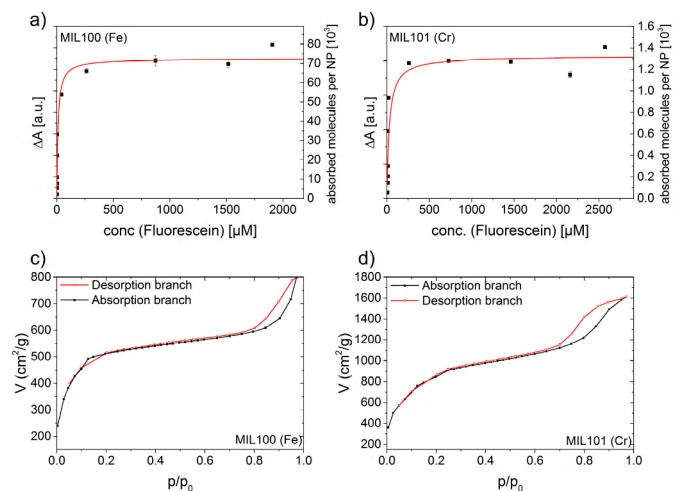 a)
MIL100 (Fe)
ΔA [a.u.]
80
70
60
50
40
30
20
10
0
absorbed molecules per NP [10³]
0 500 1000 1500 2000
conc (Fluorescein) [µM]
b)
MIL101 (Cr)
ΔA [a.u.]
1.6
1.4
1.2
1.0
0.8
0.6
0.4
0.2
0.0
absorbed molecules per NP [10³]
0 500 1000 1500 2000 2500
conc. (Fluorescein) [µM]
c)
800
700
600
500
400
300
V (cm²/g)
Desorption branch
Absorption branch
MIL100 (Fe)
0.0 0.2 0.4 0.6 0.8 1.0
p/p₀
d)
1800
1600
1400
1200
1000
800
600
400
200
V (cm²/g)
Absorption branch
Desorption branch
MIL101 (Cr)
0.0 0.2 0.4 0.6 0.8 1.0
p/p₀